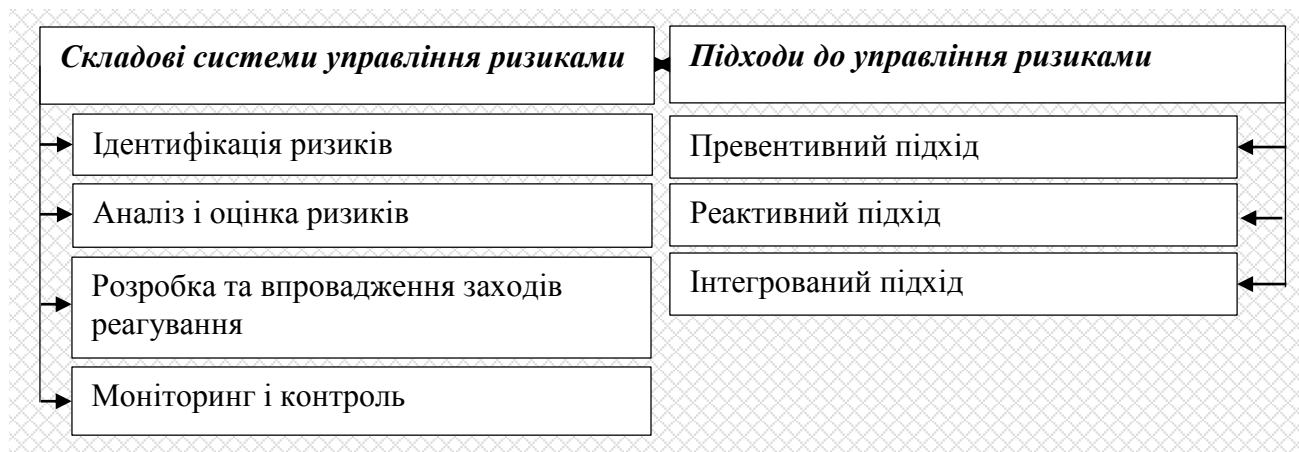 Складові системи управління ризиками
Ідентифікація ризиків
Аналіз і оцінка ризиків
Розробка та впровадження заходів
реагування
Моніторинг і контроль
Підходи до управління ризиками
Превентивний підхід
Реактивний підхід
Інтегрований підхід